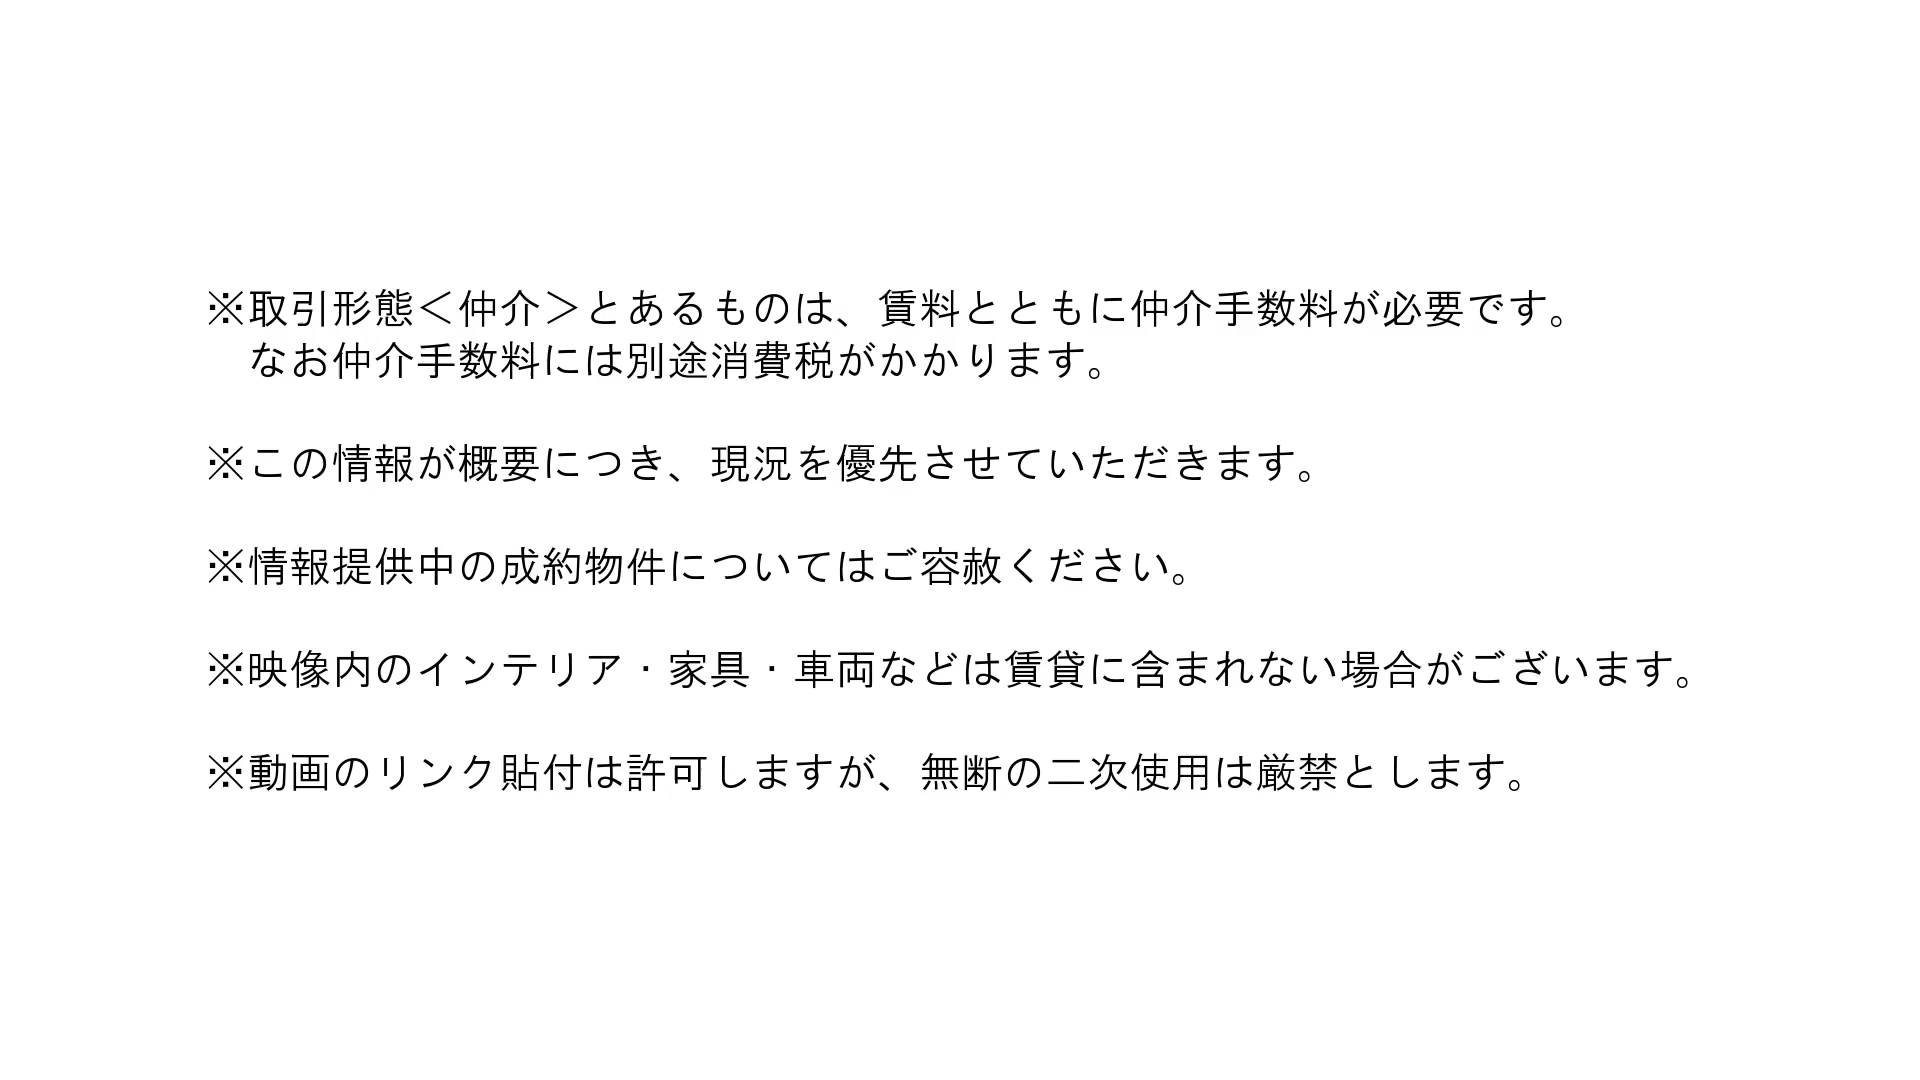 ※取引形態＜仲介＞とあるものは、賃料とともに仲介手数料が必要です。
なお仲介手数料には別途消費税がかかります。
※この情報が概要につき、現況を優先させていただきます。
※情報提供中の成約物件についてはご容赦ください。
※映像内のインテリア・家具・車両などは賃貸に含まれない場合がございます。
※動画のリンク貼付は許可しますが、無断の二次使用は厳禁とします。